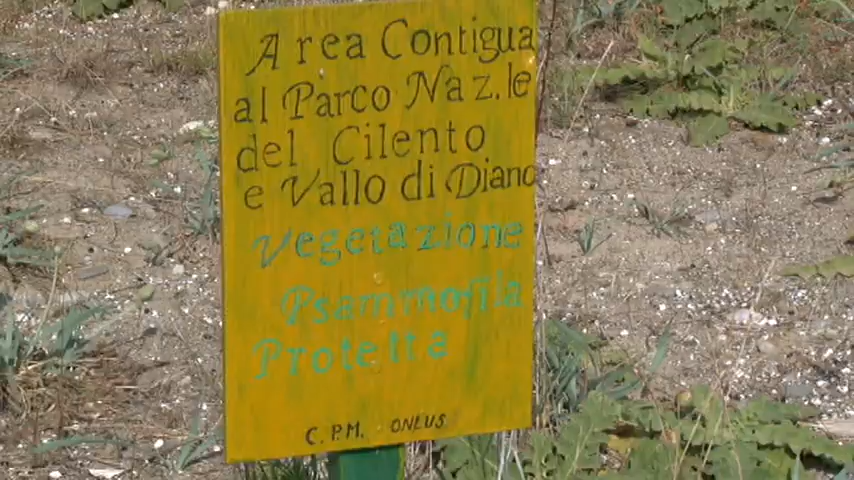 Area Contigua
al Parco Naz.le
del Cilento
e Vallo di Diano
Vegetazione
Psammofila
Protetta
C.P.M. ONLUS